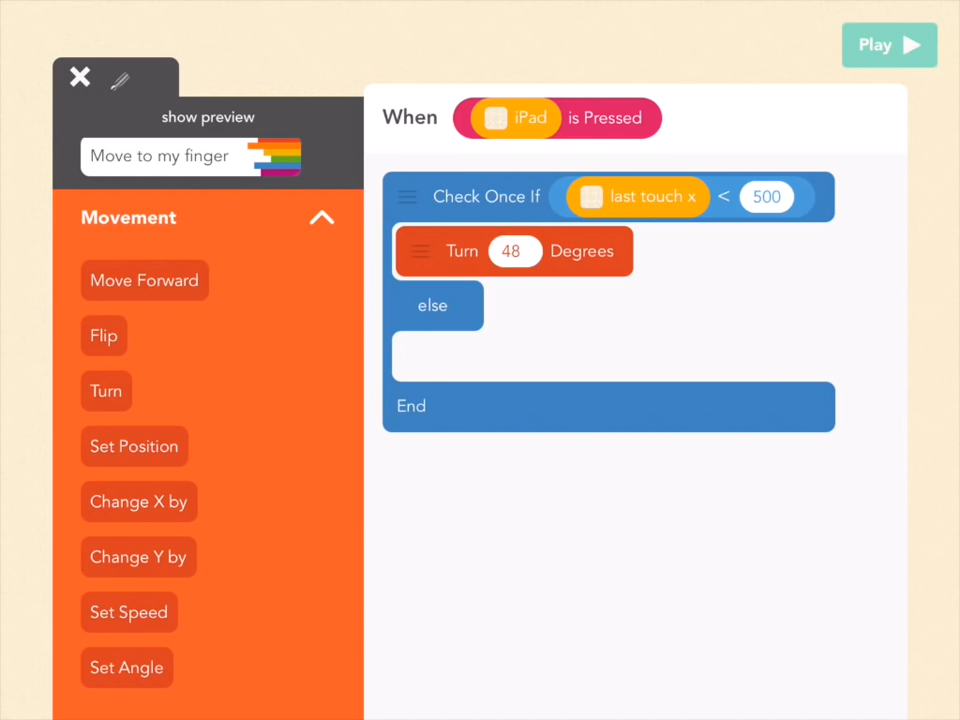 Play
show preview
Move to my finger
Movement
Move Forward
Flip
Turn
Set Position
Change X by
Change Y by
Set Speed
Set Angle
When iPad is Pressed
Check Once If last touch x < 500
Turn 48 Degrees
else
End